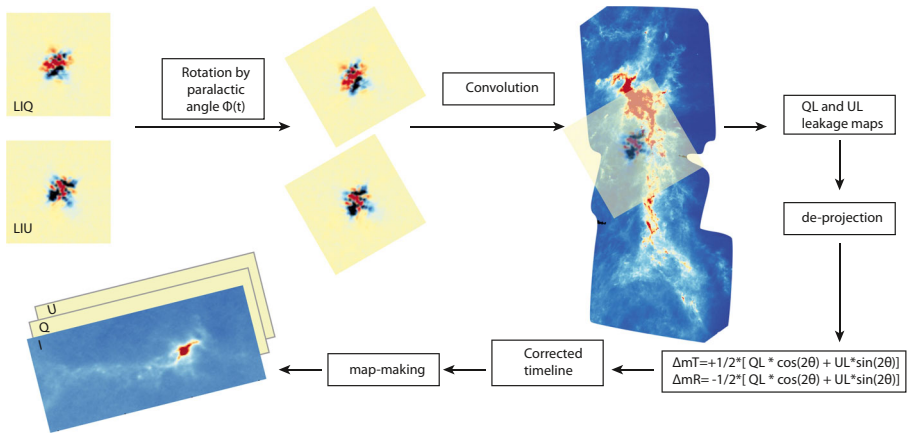 LIQ
Rotation by
paralactic
angle Φ(t)
Convolution
QL and UL
leakage maps
LIU
de-projection
ΔmT=+1/2*[ QL * cos(2θ) + UL*sin(2θ)]
ΔmR= -1/2*[ QL * cos(2θ) + UL*sin(2θ)]
Corrected
timeline
map-making
U
Q
I